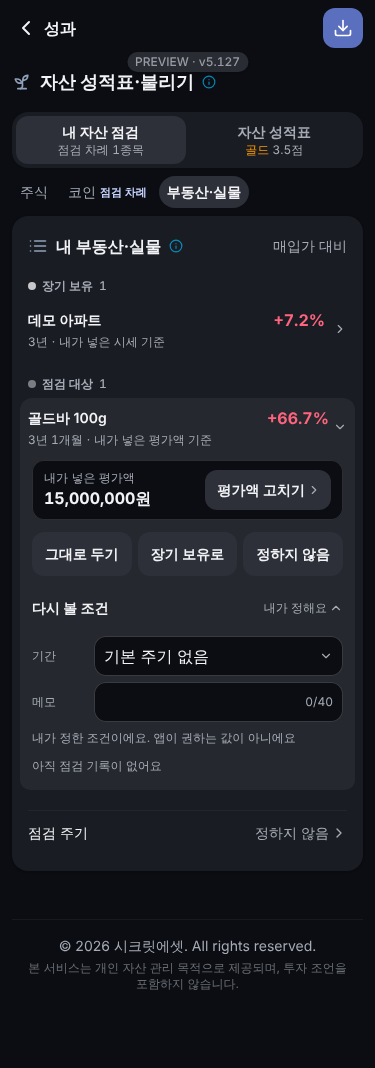 성과
PREVIEW · v5.127
자산 성적표·불리기
내 자산 점검
점검 차례 1종목
자산 성적표
골드 3.5점
주식
코인 점검 차례
부동산·실물
내 부동산·실물
매입가 대비
장기 보유 1
데모 아파트
+7.2%
3년 · 내가 넣은 시세 기준
점검 대상 1
골드바 100g
+66.7%
3년 1개월 · 내가 넣은 평가액 기준
내가 넣은 평가액
15,000,000원
평가액 고치기
그대로 두기
장기 보유로
정하지 않음
다시 볼 조건
내가 정해요
기간
기본 주기 없음
메모
0/40
내가 정한 조건이에요. 앱이 권하는 값이 아니에요
아직 점검 기록이 없어요
점검 주기
정하지 않음
© 2026 시크릿에셋. All rights reserved.
본 서비스는 개인 자산 관리 목적으로 제공되며, 투자 조언을
포함하지 않습니다.